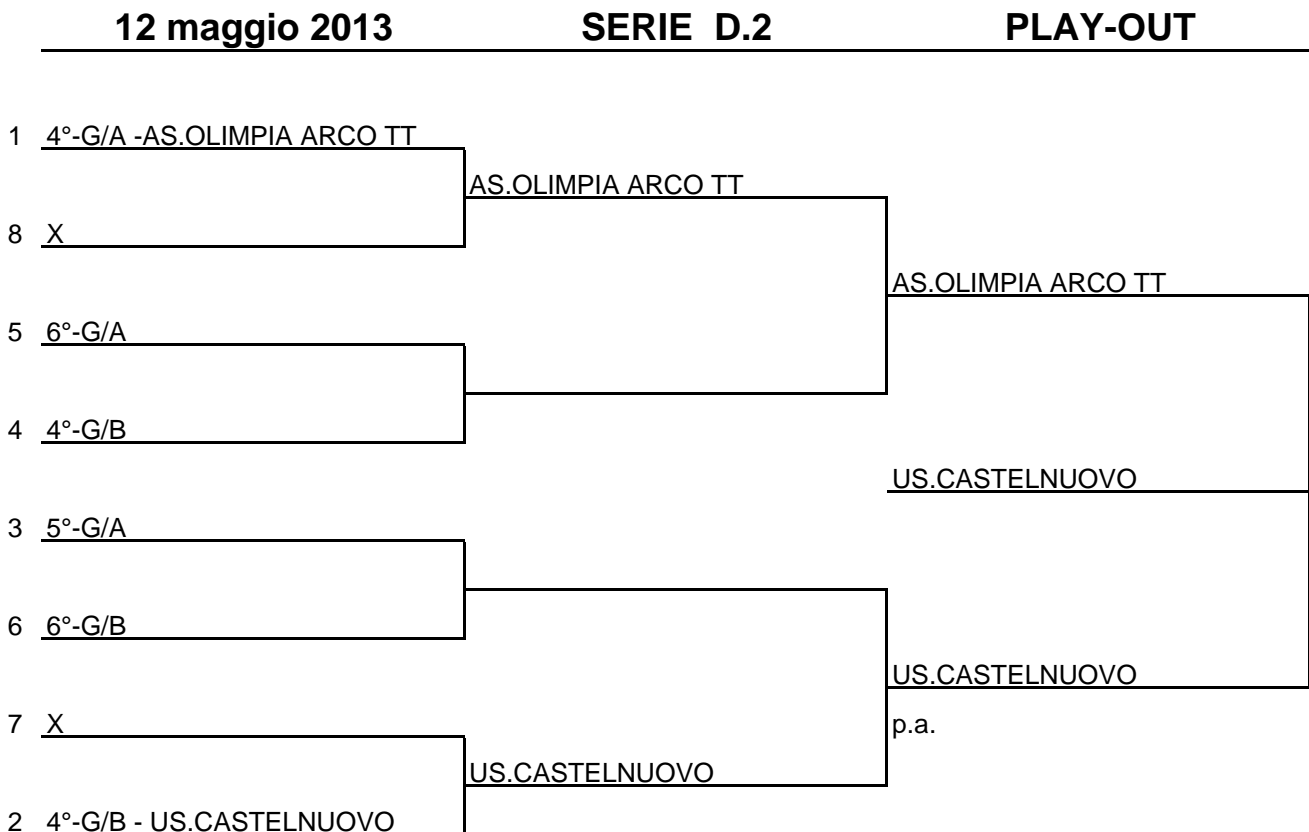 12 maggio 2013 SERIE D.2 PLAY-OUT
1 4°-G/A -AS.OLIMPIA ARCO TT
AS.OLIMPIA ARCO TT
8 X
AS.OLIMPIA ARCO TT
5 6°-G/A
4 4°-G/B
US.CASTELNUOVO
3 5°-G/A
6 6°-G/B
US.CASTELNUOVO
7 X p.a.
US.CASTELNUOVO
2 4°-G/B - US.CASTELNUOVO